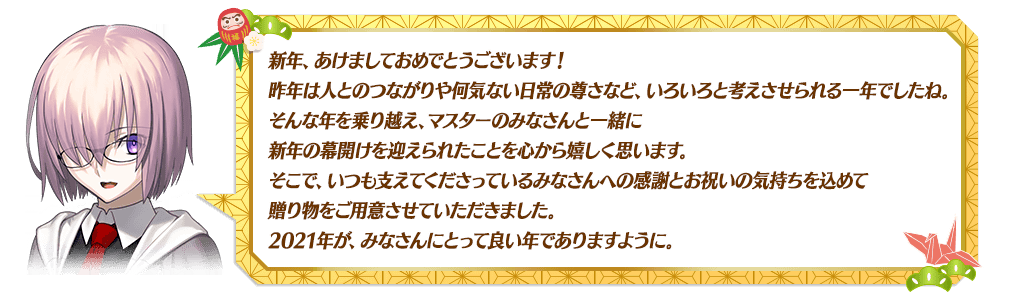 新年、あけましておめでとうございます！
昨年は人とのつながりや何気ない日常の尊さなど、いろいろと考えさせられる一年でしたね。
そんな年を乗り越え、マスターのみなさんと一緒に
新年の幕開けを迎えられたことを心から嬉しく思います。
そこで、いつも支えてくださっているみなさんへの感謝とお祝いの気持ちを込めて
贈り物をご用意させていただきました。
2021年が、みなさんにとって良い年でありますように。